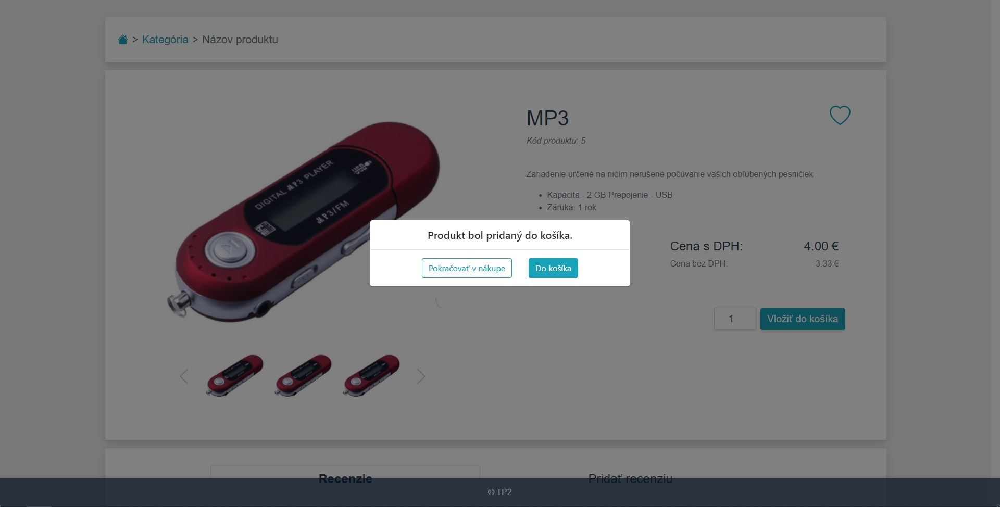 > Kategória > Názov produktu
MP3
Kód produktu: 5
Zariadenie určené na ničím nerušené počúvanie vašich obľúbených pesničiek
• Kapacita - 2 GB Prepojenie - USB
• Záruka: 1 rok
DIGITAL MP3 PLAYER
USB
MP3/FM
Produkt bol pridaný do košíka.
Pokračovať v nákupe Do košíka
Cena s DPH: 4.00 €
Cena bez DPH: 3.33 €
1 Vložiť do košíka
Recenzie Pridať recenziu
© TP2